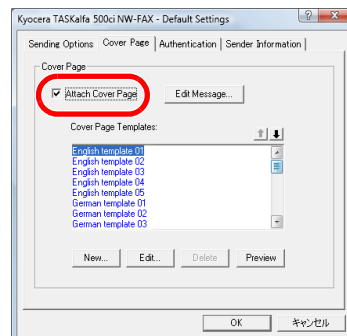 Kyocera TASKalfa 500ci NW-FAX - Default Settings
Sending Options Cover Page Authentication Sender Information
Cover Page
Attach Cover Page Edit Message...
Cover Page Templates:
English template 01
English template 02
English template 03
English template 04
English template 05
German template 01
German template 02
German template 03
New... Edit... Delete Preview
OK キャンセル